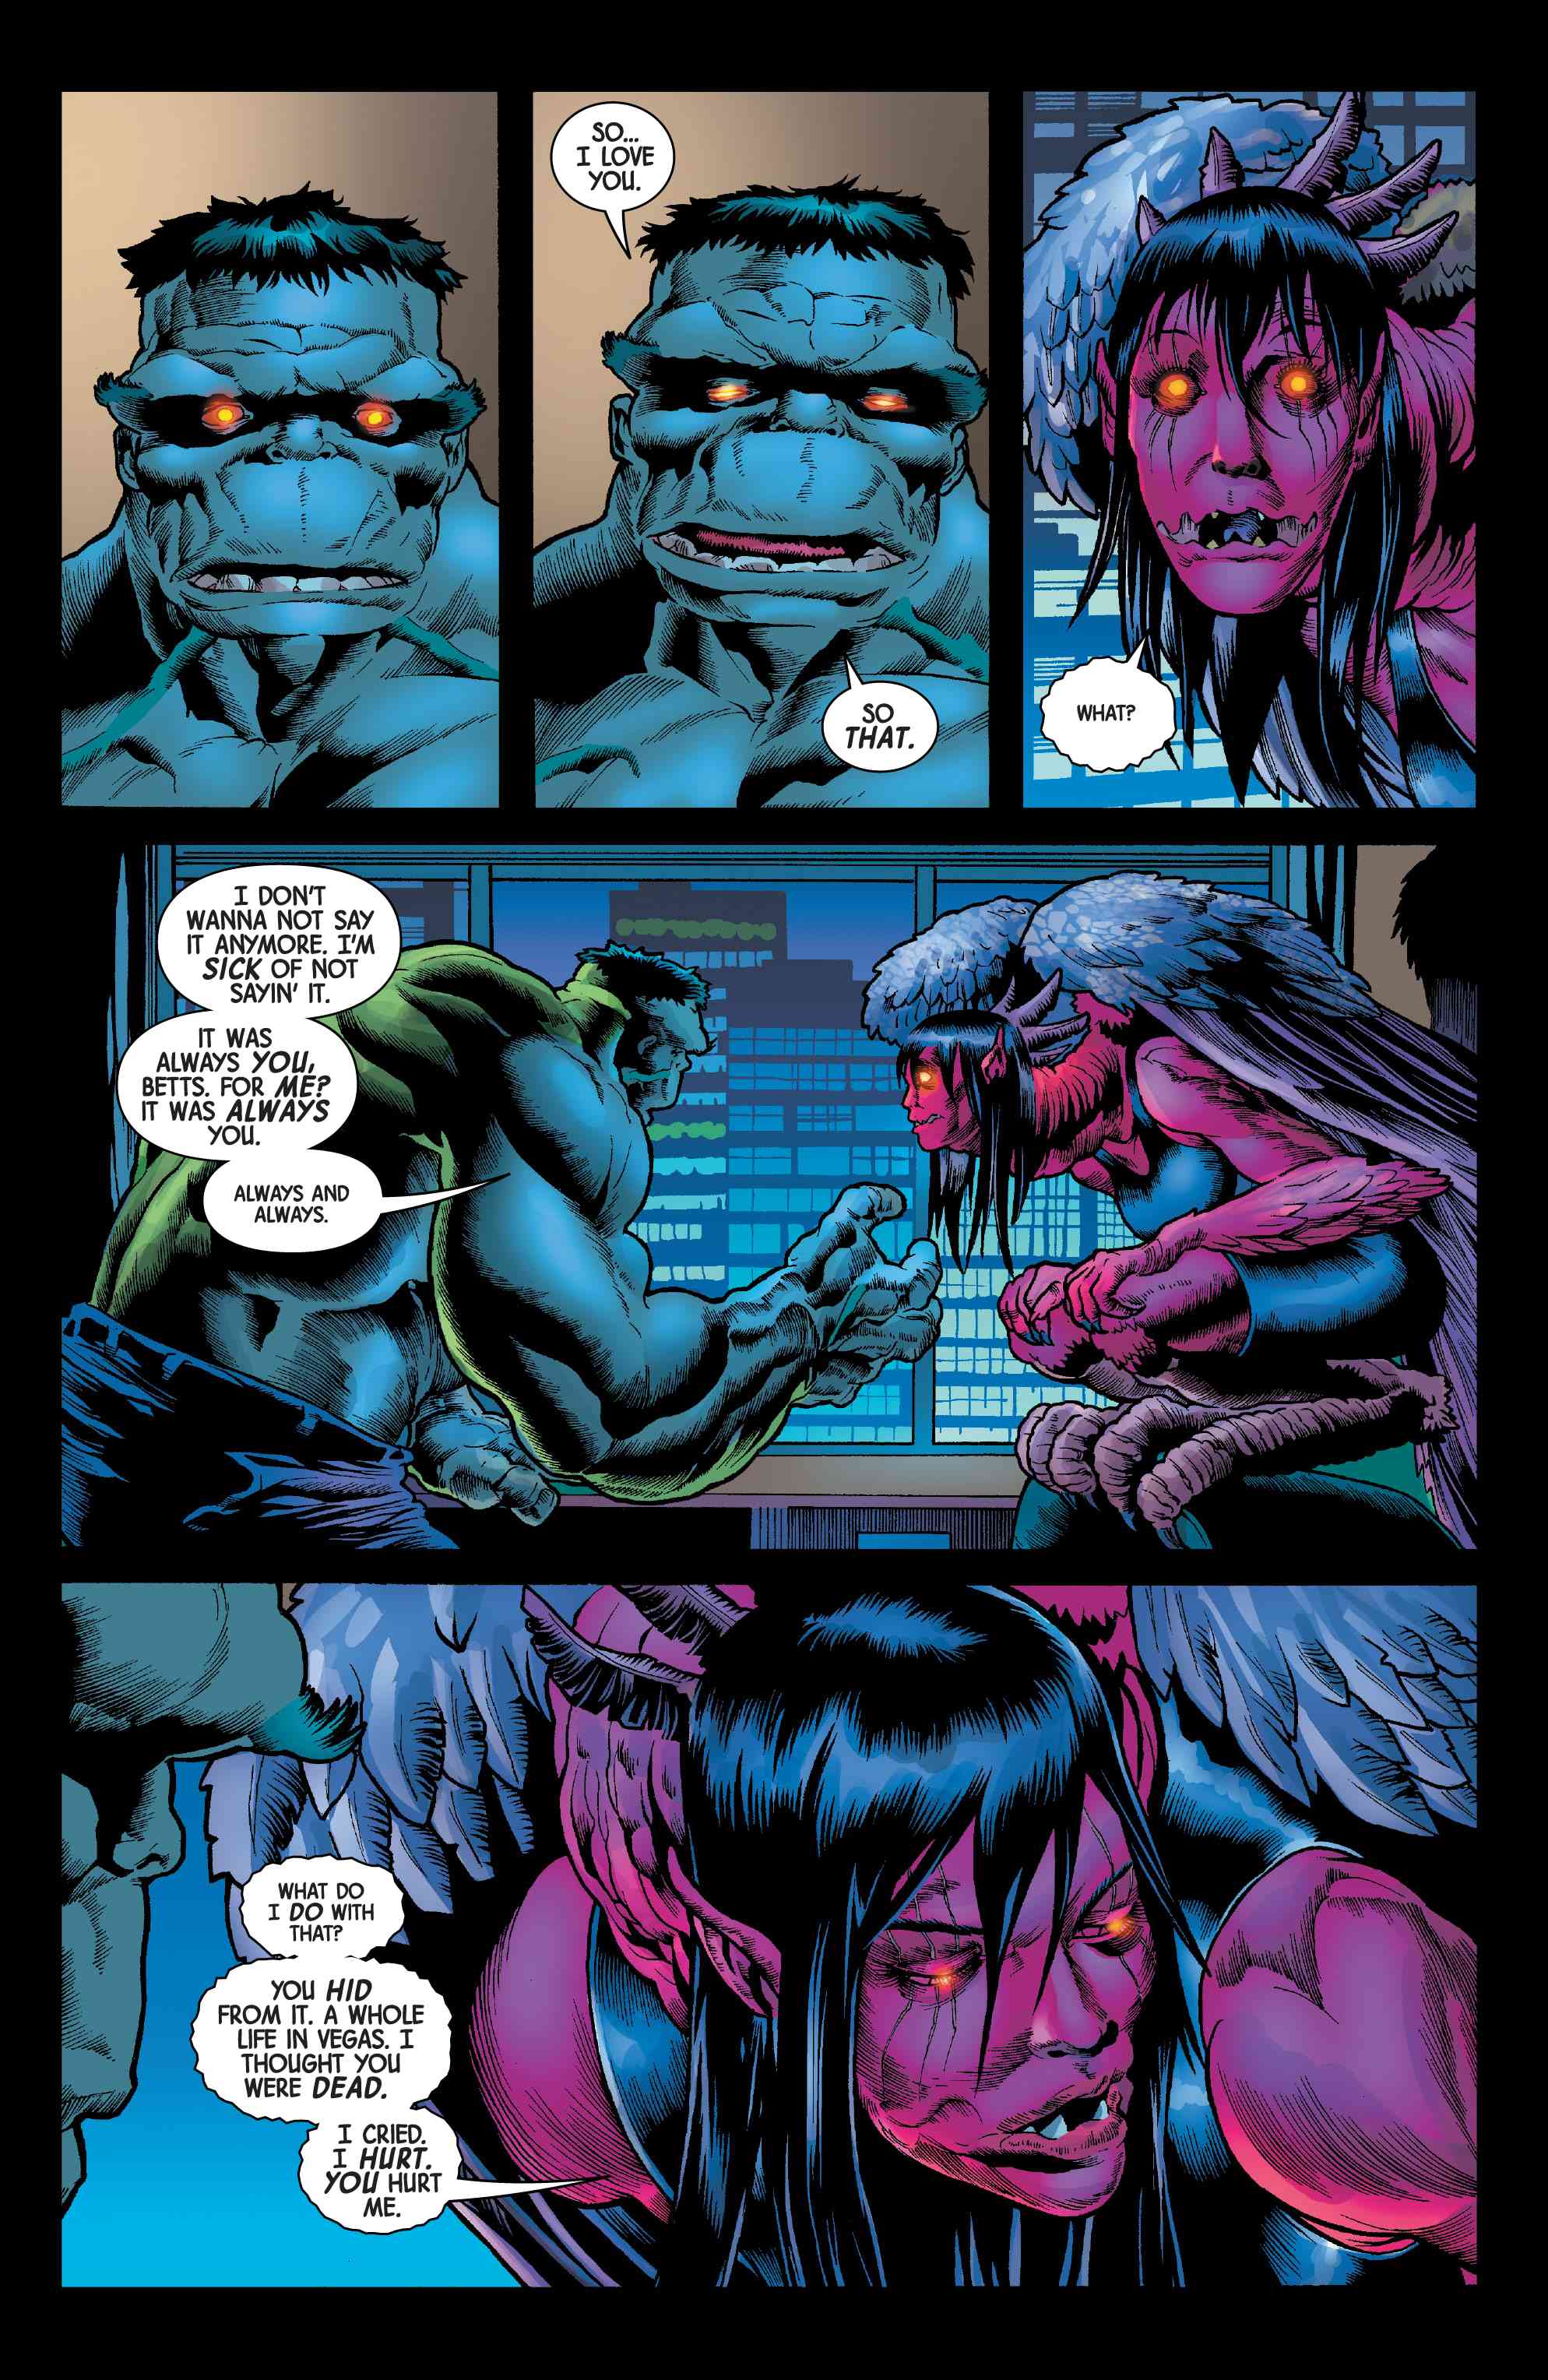 SO...
I LOVE
YOU.
SO
THAT.
WHAT?
I DON'T
WANNA NOT SAY
IT ANYMORE. I'M
SICK OF NOT
SAYIN' IT.
IT WAS
ALWAYS YOU,
BETTS. FOR ME?
IT WAS ALWAYS
YOU.
ALWAYS AND
ALWAYS.
WHAT DO
I DO WITH
THAT?
YOU HID
FROM IT. A WHOLE
LIFE IN VEGAS. I
THOUGHT YOU
WERE DEAD.
I CRIED.
I HURT.
YOU HURT
ME.